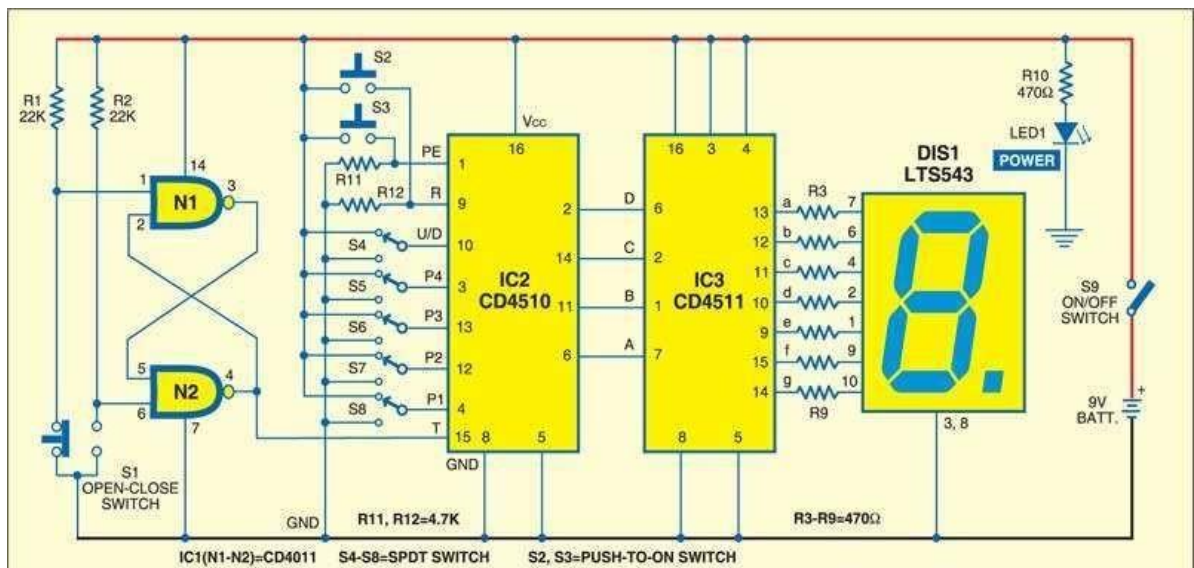 R1
22K
R2
22K
14
1
2
3
N1
5
6
4
N2
7
S1
OPEN-CLOSE
SWITCH
S2
S3
R11
R12
S4
S5
S6
S7
S8
PE
R
U/D
P4
P3
P2
P1
T
GND
Vcc
16
1
9
10
3
13
12
4
15
8
5
2
14
11
6
IC2
CD4510
D
C
B
A
16
3
4
6
2
1
7
8
5
IC3
CD4511
13
12
11
10
9
15
14
a
b
c
d
e
f
g
R3
R9
7
6
4
2
1
9
10
DIS1
LTS543
3, 8
R10
470Ω
LED1
POWER
S9
ON/OFF
SWITCH
+
9V
BATT.
GND
R11, R12=4.7K
R3-R9=470Ω
IC1(N1-N2)=CD4011
S4-S8=SPDT SWITCH
S2, S3=PUSH-TO-ON SWITCH